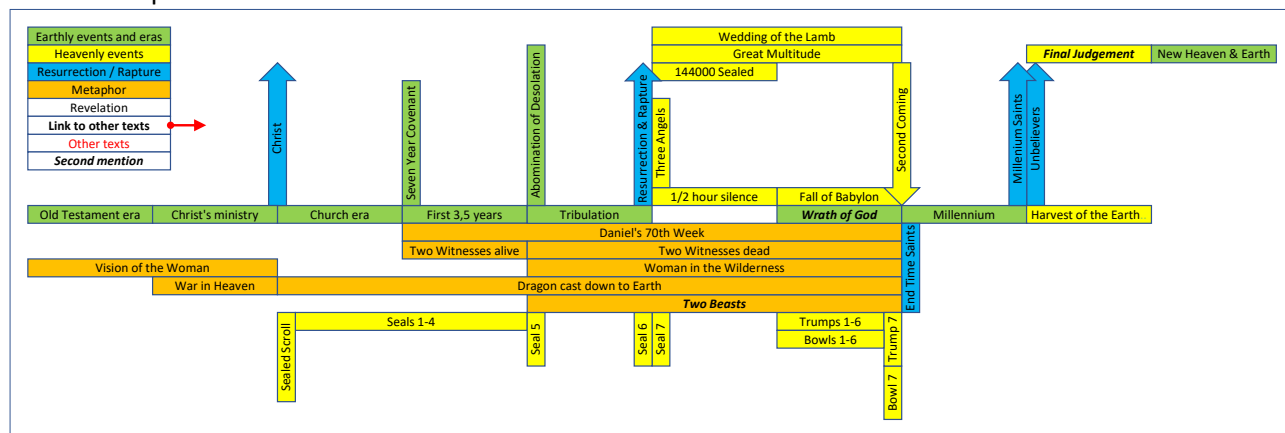 Earthly events and eras
Heavenly events
Resurrection / Rapture
Metaphor
Revelation
Link to other texts
Other texts
Second mention
Christ
Seven Year Covenant
Abomination of Desolation
Resurrection & Rapture
Wedding of the Lamb
Great Multitude
144000 Sealed
Three Angels
Second Coming
Millenium Saints
Unbelievers
Final Judgement
New Heaven & Earth
1/2 hour silence
Fall of Babylon
Old Testament era
Christ's ministry
Church era
First 3,5 years
Tribulation
Wrath of God
Millennium
Harvest of the Earth
Daniel's 70th Week
Two Witnesses alive
Two Witnesses dead
Vision of the Woman
Woman in the Wilderness
War in Heaven
Dragon cast down to Earth
Two Beasts
End Time Saints
Sealed Scroll
Seals 1-4
Seal 5
Seal 6
Seal 7
Trumps 1-6
Bowls 1-6
Trump 7
Bowl 7